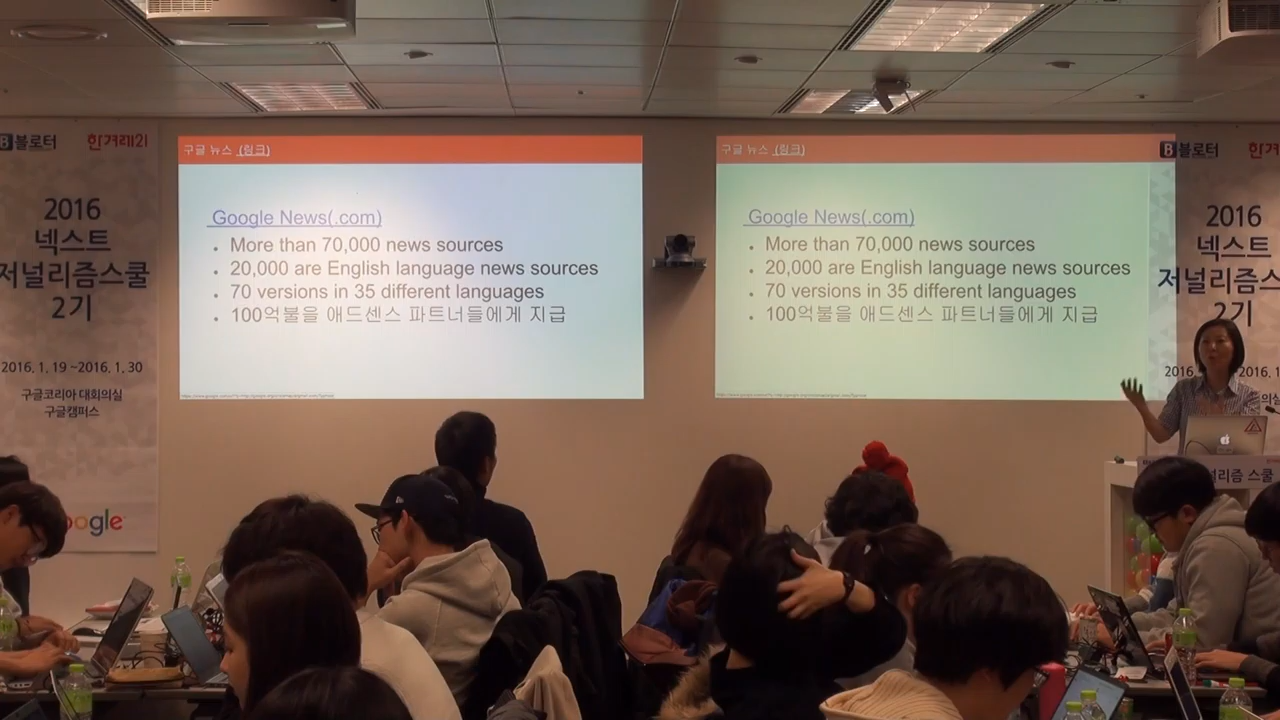 블로터 한겨레21
2016
넥스트
저널리즘스쿨
2기
2016. 1. 19 ~2016. 1. 30
구글코리아 대회의실
구글캠퍼스
oogle
구글 뉴스 (링크)
Google News(.com)
• More than 70,000 news sources
• 20,000 are English language news sources
• 70 versions in 35 different languages
• 100억불을 애드센스 파트너들에게 지급
구글 뉴스 (링크)
Google News(.com)
• More than 70,000 news sources
• 20,000 are English language news sources
• 70 versions in 35 different languages
• 100억불을 애드센스 파트너들에게 지급
B 블로터 한겨
2016
넥스트
저널리즘스
2기
2016. 2016. 1.
의실
널리즘 스쿨